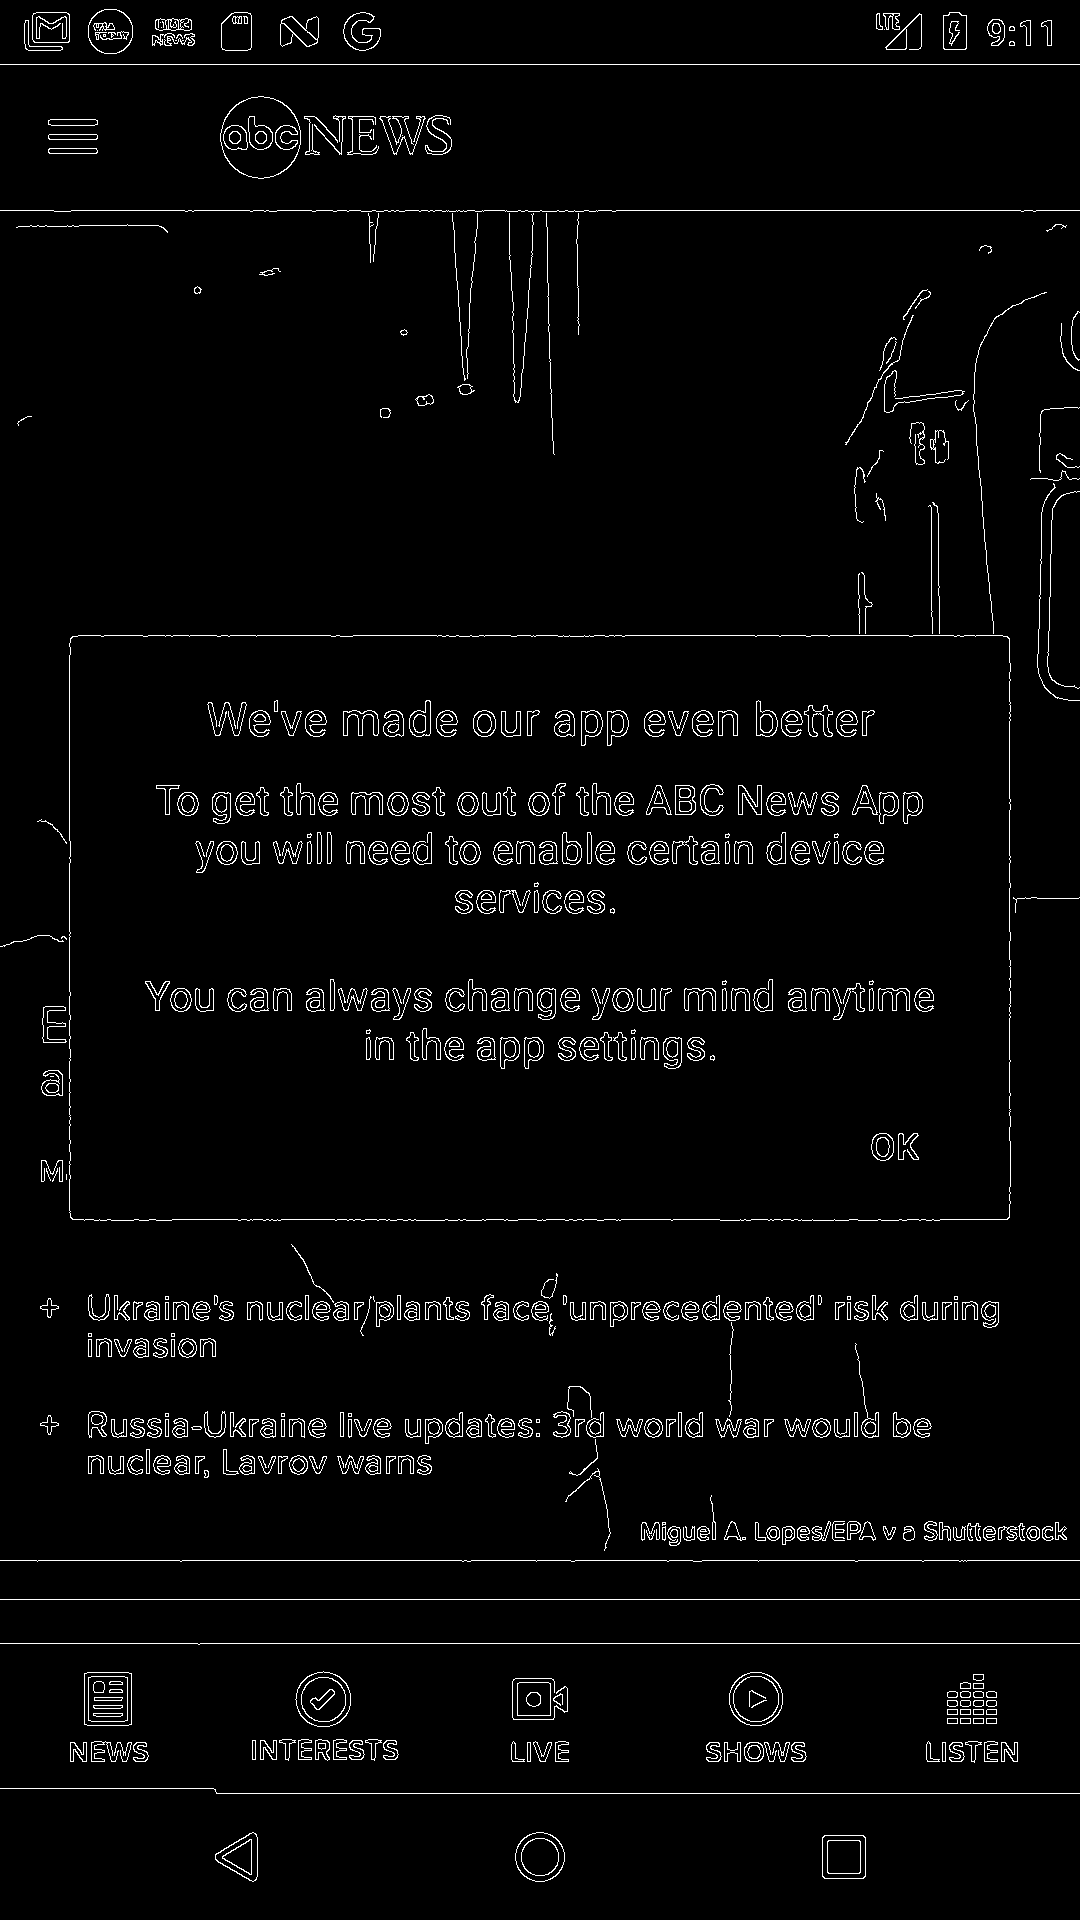 USA TODAY BBC NEWS LTE 9:11
abc NEWS
We've made our app even better
To get the most out of the ABC News App
you will need to enable certain device
services.
You can always change your mind anytime
in the app settings.
E
a
M
OK
+ Ukraine's nuclear plants face 'unprecedented' risk during
invasion
+ Russia-Ukraine live updates: 3rd world war would be
nuclear, Lavrov warns
Miguel A. Lopes/EPA v a Shutterstock
NEWS INTERESTS LIVE SHOWS LISTEN